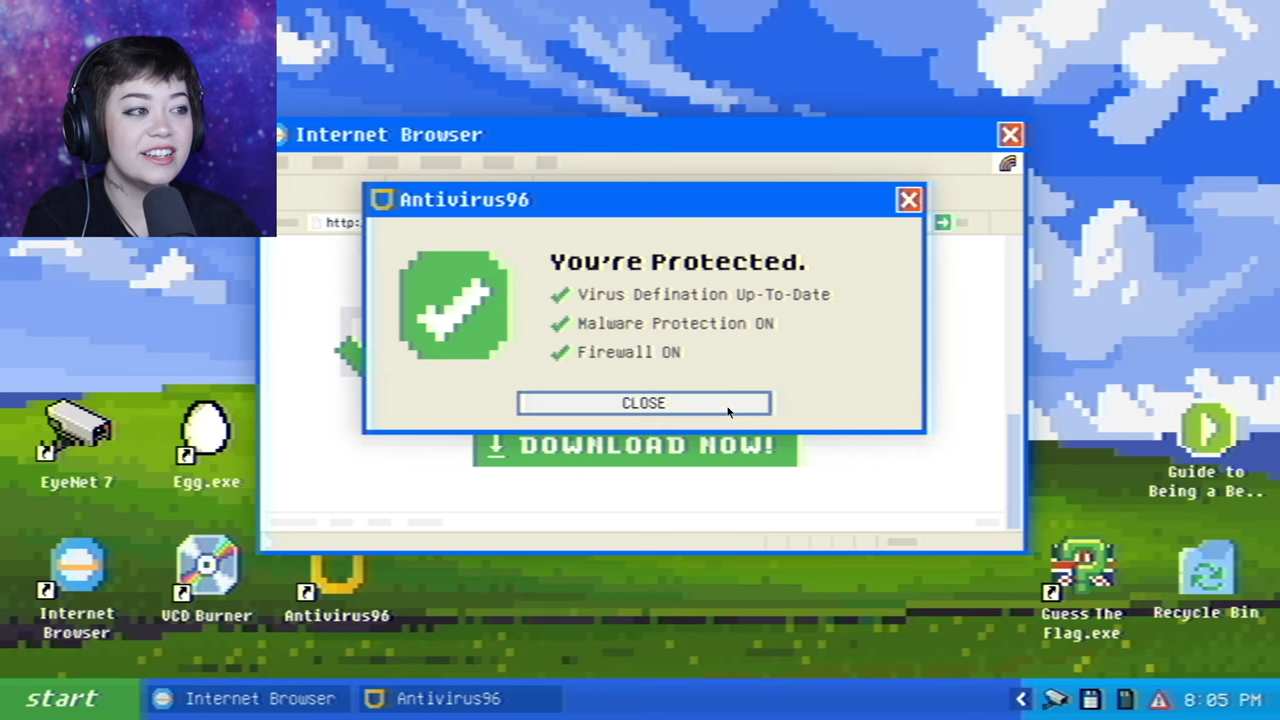 Internet Browser
Antivirus96
http:
You're Protected.
Virus Defination Up-To-Date
Malware Protection ON
Firewall ON
CLOSE
DOWNLOAD NOW!
EyeNet 7
Egg.exe
Guide to
Being a Be..
Internet
Browser
VCD Burner
Antivirus96
Guess The
Flag.exe
Recycle Bin
start
Internet Browser
Antivirus96
8:05 PM